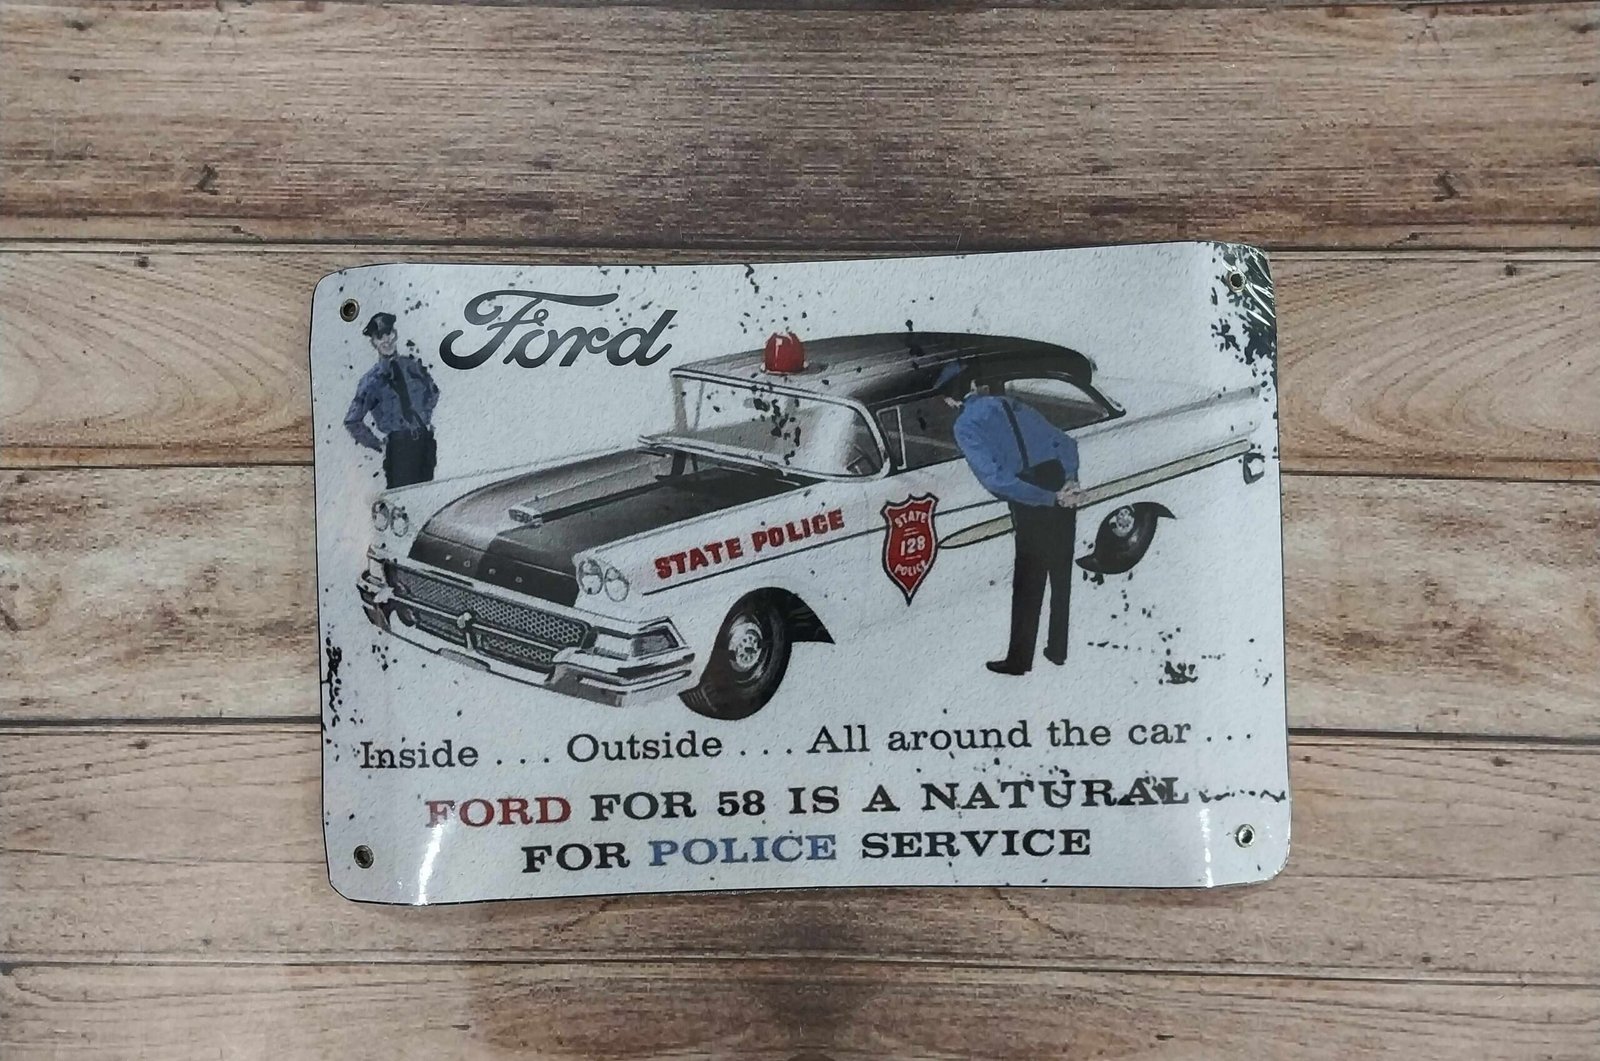 Ford
FORD
STATE POLICE
STATE
128
POLICE
Inside . . . Outside . . . All around the car . . .
FORD FOR 58 IS A NATURAL
FOR POLICE SERVICE